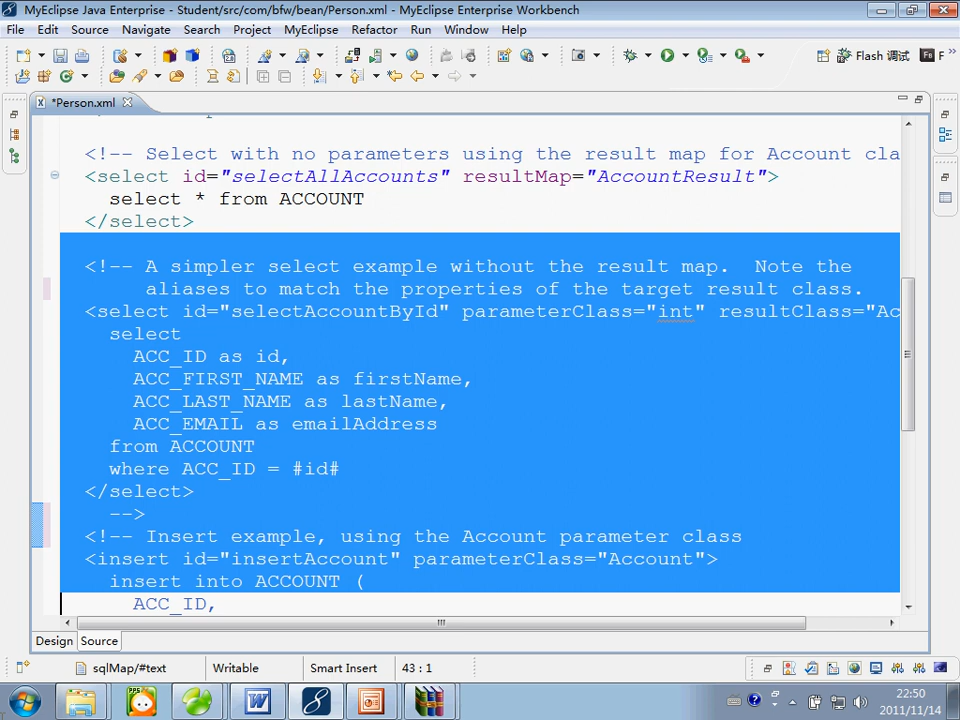 MyEclipse Java Enterprise - Student/src/com/bfw/bean/Person.xml - MyEclipse Enterprise Workbench
File Edit Source Navigate Search Project MyEclipse Refactor Run Window Help
Flash 调试
*Person.xml
<!-- Select with no parameters using the result map for Account cla
<select id="selectAllAccounts" resultMap="AccountResult">
select * from ACCOUNT
</select>
<!-- A simpler select example without the result map.  Note the
aliases to match the properties of the target result class.
<select id="selectAccountById" parameterClass="int" resultClass="Ac
select
ACC_ID as id,
ACC_FIRST_NAME as firstName,
ACC_LAST_NAME as lastName,
ACC_EMAIL as emailAddress
from ACCOUNT
where ACC_ID = #id#
</select>
-->
<!-- Insert example, using the Account parameter class
<insert id="insertAccount" parameterClass="Account">
insert into ACCOUNT (
ACC_ID,
Design Source
sqlMap/#text Writable Smart Insert 43 : 1
22:50
2011/11/14